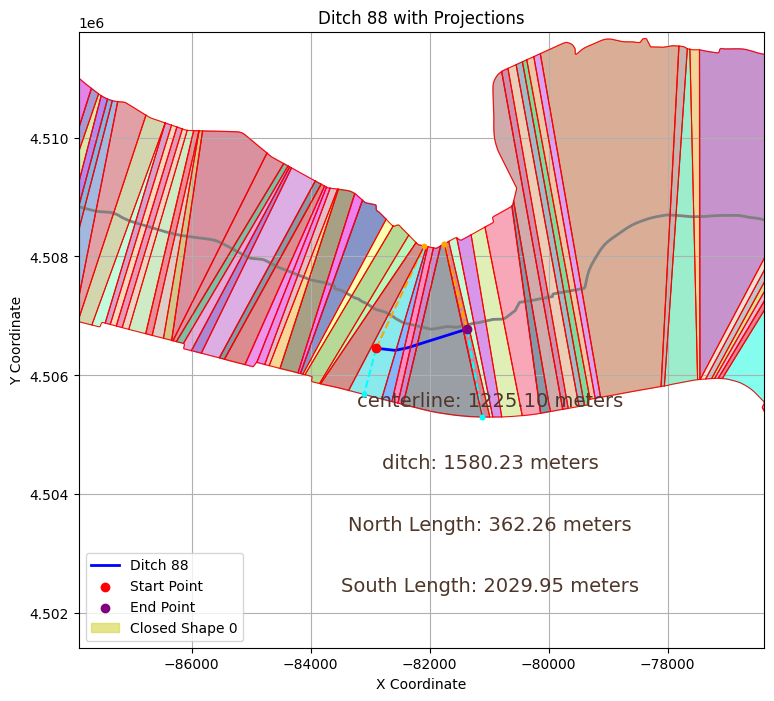 Ditch 88 with Projections
1e6
4.510
4.508
4.506
4.504
4.502
Y Coordinate
centerline: 1225.10 meters
ditch: 1580.23 meters
North Length: 362.26 meters
South Length: 2029.95 meters
Ditch 88
Start Point
End Point
Closed Shape 0
−86000 −84000 −82000 −80000 −78000
X Coordinate